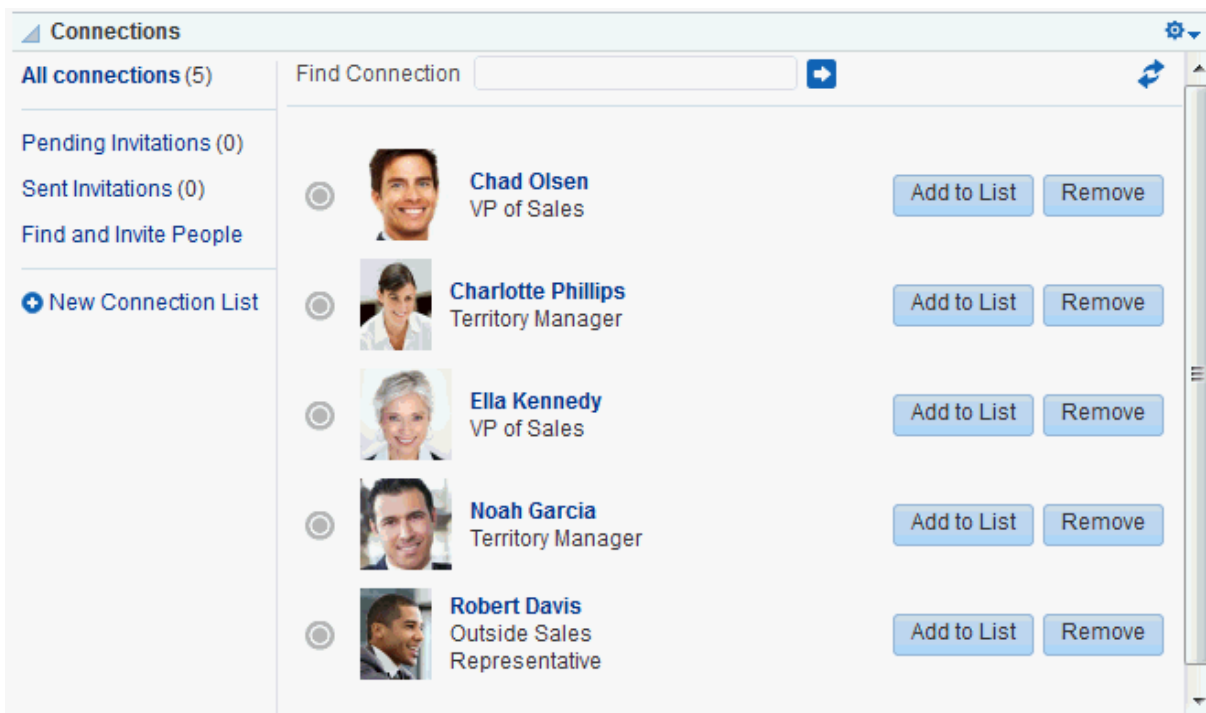 Connections
All connections (5)
Pending Invitations (0)
Sent Invitations (0)
Find and Invite People
New Connection List
Find Connection
Chad Olsen
VP of Sales
Add to List Remove
Charlotte Phillips
Territory Manager
Add to List Remove
Ella Kennedy
VP of Sales
Add to List Remove
Noah Garcia
Territory Manager
Add to List Remove
Robert Davis
Outside Sales
Representative
Add to List Remove